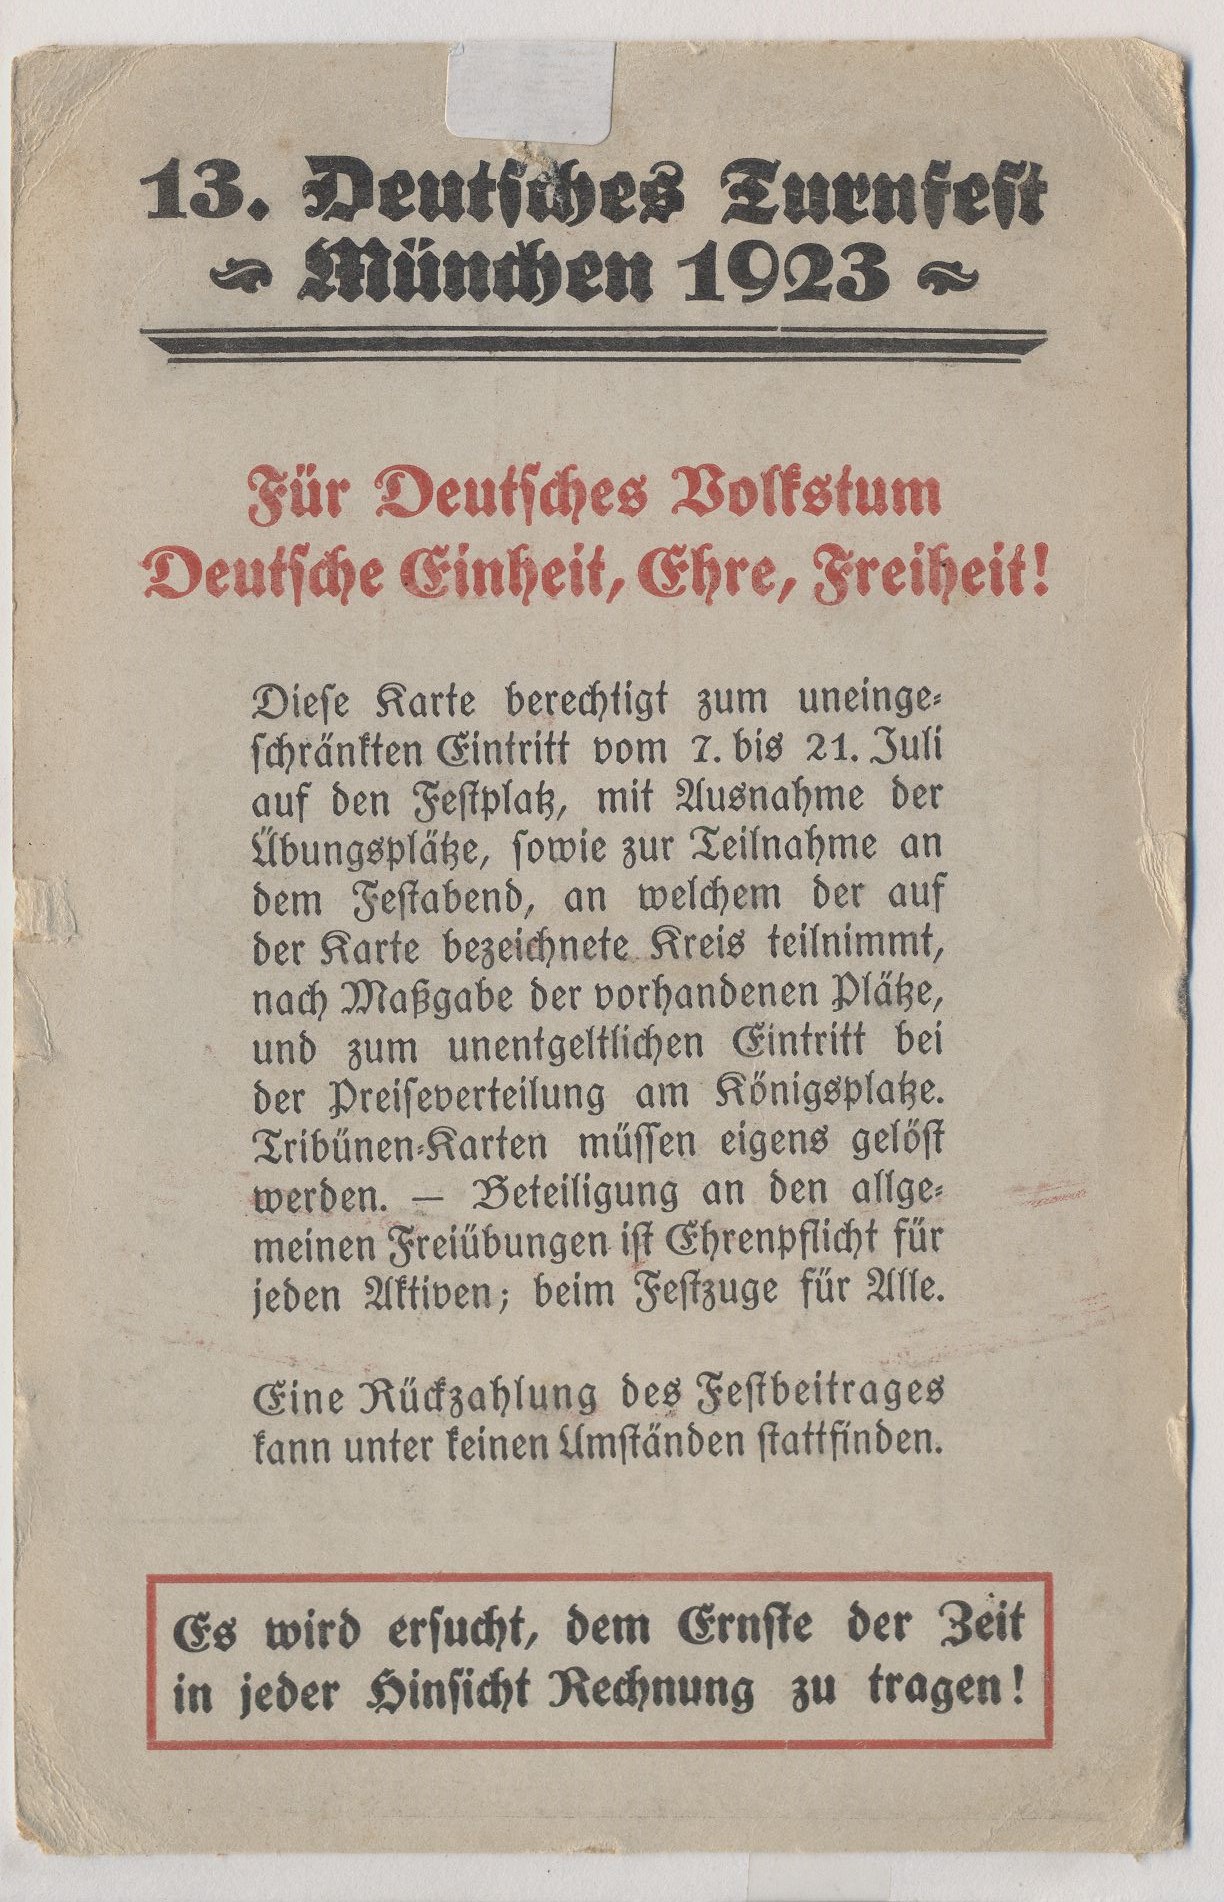 13. Deutsches Turnfest
München 1923
Für Deutsches Volkstum
Deutsche Einheit, Ehre, Freiheit!
Diese Karte berechtigt zum uneinge-
schränkten Eintritt vom 7. bis 21. Juli
auf den Festplatz, mit Ausnahme der
Übungsplätze, sowie zur Teilnahme an
dem Festabend, an welchem der auf
der Karte bezeichnete Kreis teilnimmt,
nach Maßgabe der vorhandenen Plätze,
und zum unentgeltlichen Eintritt bei
der Preiseverteilung am Königsplatze.
Tribünen-Karten müssen eigens gelöst
werden. — Beteiligung an den allge-
meinen Freiübungen ist Ehrenpflicht für
jeden Aktiven; beim Festzuge für Alle.
Eine Rückzahlung des Festbeitrages
kann unter keinen Umständen stattfinden.
Es wird ersucht, dem Ernste der Zeit
in jeder Hinsicht Rechnung zu tragen!